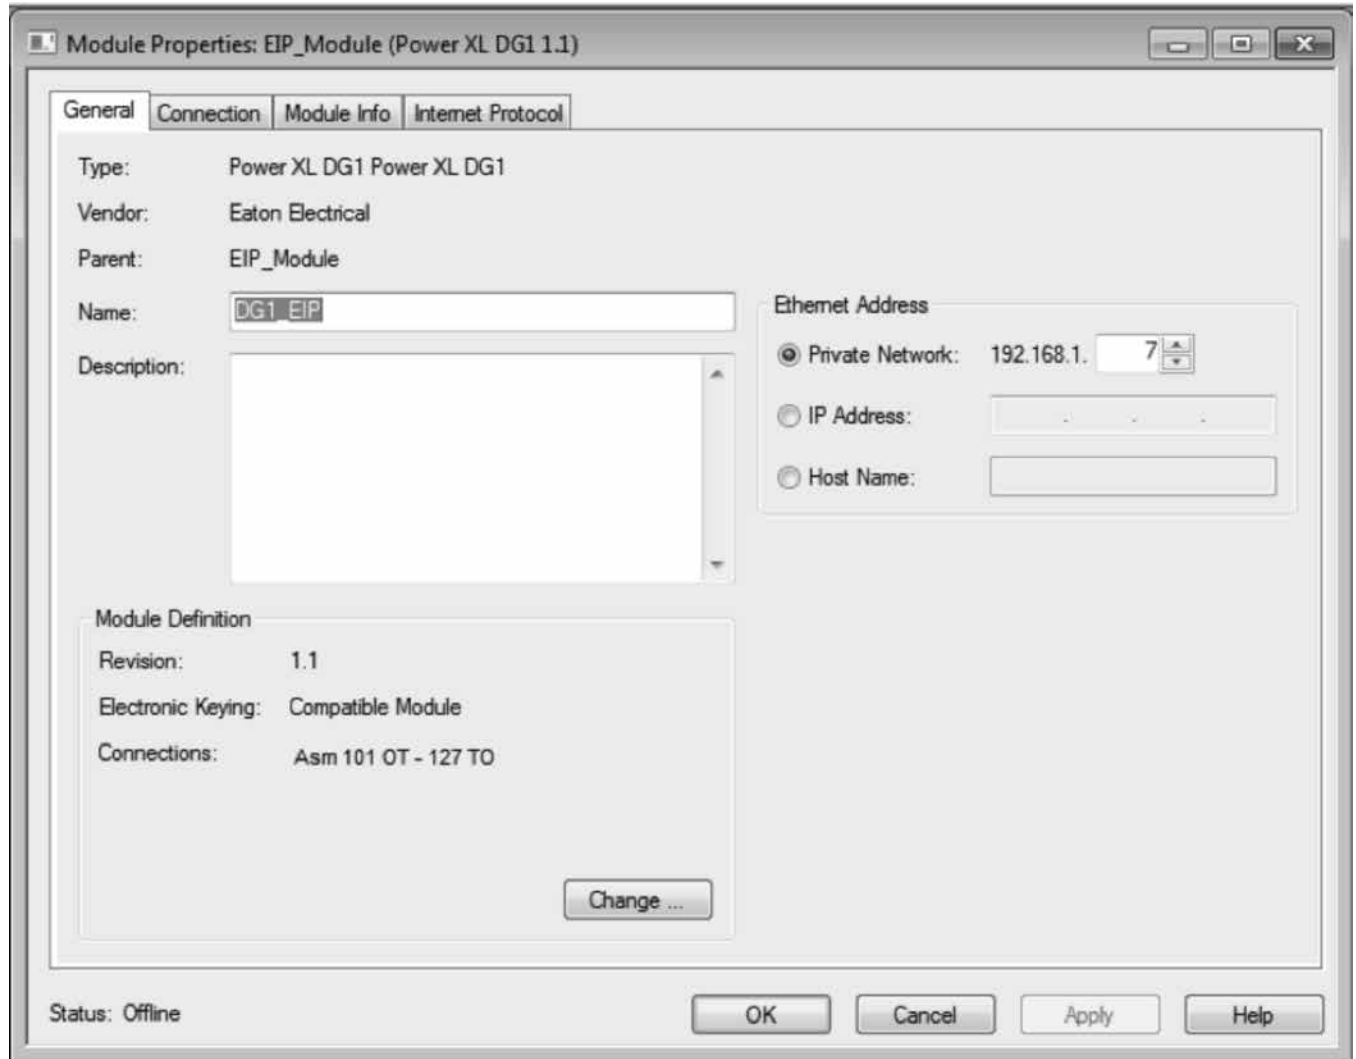 Module Properties: EIP_Module (Power XL DG1 1.1)
General Connection Module Info Internet Protocol
Type: Power XL DG1 Power XL DG1
Vendor: Eaton Electrical
Parent: EIP_Module
Name: DG1_EIP
Description:
Ethernet Address
Private Network: 192.168.1. 7
IP Address: . . .
Host Name:
Module Definition
Revision: 1.1
Electronic Keying: Compatible Module
Connections: Asm 101 OT - 127 TO
Change ...
Status: Offline OK Cancel Apply Help